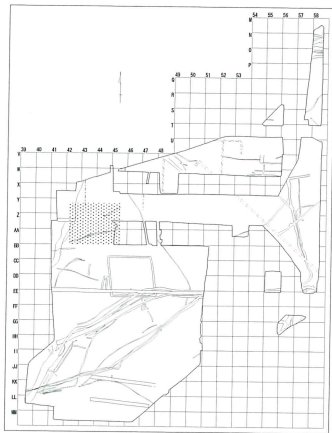 54 55 56 57 58
M
N
O
P
49 50 51 52 53
Q
R
S
T
U
39 40 41 42 43 44 45 46 47 48
V
W
X
Y
Z
AA
BB
CC
DD
EE
FF
GG
HH
II
JJ
KK
LL
MM